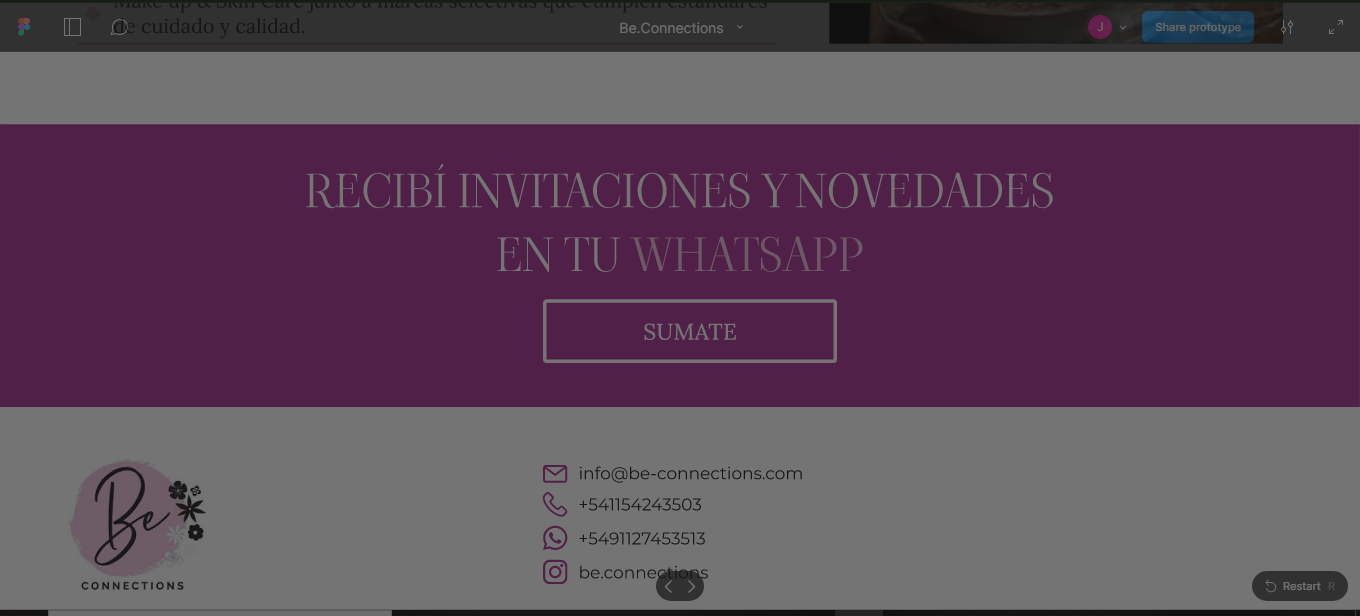 Make up & Skin Care junto a marcas selectivas que cumplen estándares
de cuidado y calidad.
Be.Connections
J
Share prototype
RECIBÍ INVITACIONES Y NOVEDADES
EN TU WHATSAPP
SUMATE
Be
CONNECTIONS
info@be-connections.com
+541154243503
+5491127453513
be.connections
Restart R